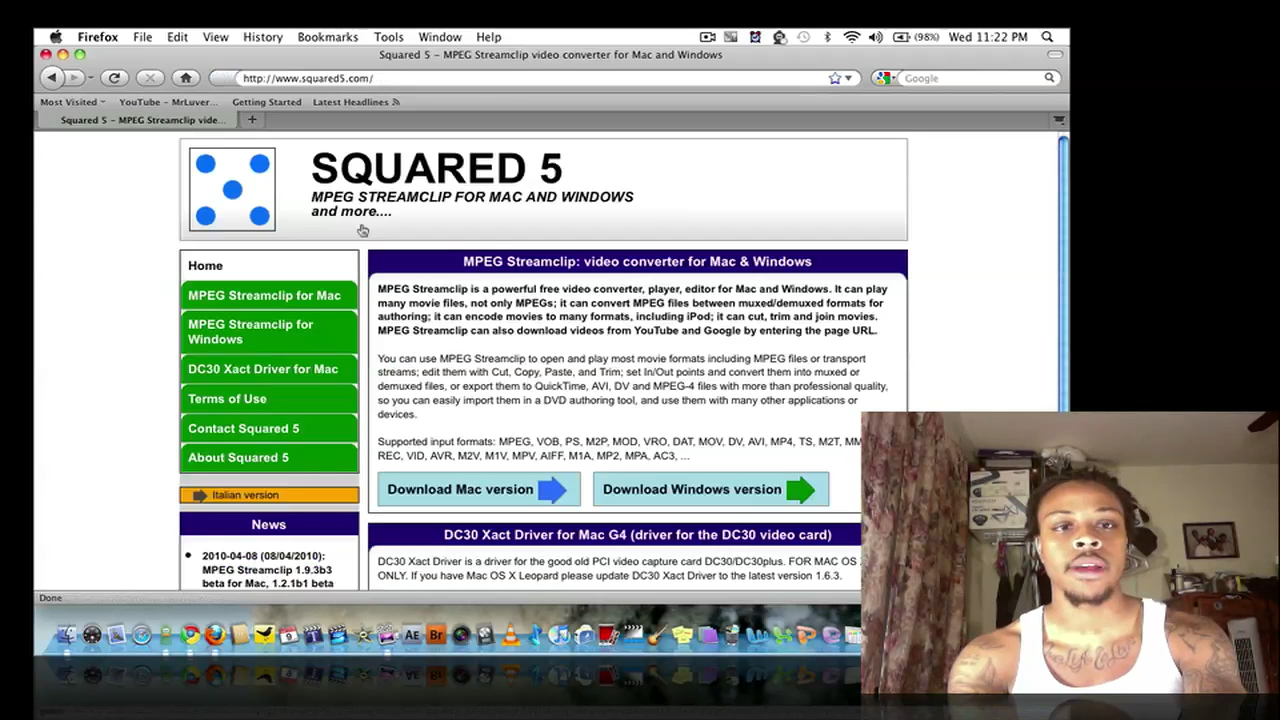 Firefox File Edit View History Bookmarks Tools Window Help (98%) Wed 11:22 PM
Squared 5 – MPEG Streamclip video converter for Mac and Windows
http://www.squared5.com/ Google
Most Visited YouTube – MrLuver... Getting Started Latest Headlines
Squared 5 – MPEG Streamclip vide...
SQUARED 5
MPEG STREAMCLIP FOR MAC AND WINDOWS
and more....
Home
MPEG Streamclip for Mac
MPEG Streamclip for
Windows
DC30 Xact Driver for Mac
Terms of Use
Contact Squared 5
About Squared 5
Italian version
News
2010-04-08 (08/04/2010):
MPEG Streamclip 1.9.3b3
beta for Mac, 1.2.1b1 beta
MPEG Streamclip: video converter for Mac & Windows
MPEG Streamclip is a powerful free video converter, player, editor for Mac and Windows. It can play
many movie files, not only MPEGs; it can convert MPEG files between muxed/demuxed formats for
authoring; it can encode movies to many formats, including iPod; it can cut, trim and join movies.
MPEG Streamclip can also download videos from YouTube and Google by entering the page URL.
You can use MPEG Streamclip to open and play most movie formats including MPEG files or transport
streams; edit them with Cut, Copy, Paste, and Trim; set In/Out points and convert them into muxed or
demuxed files, or export them to QuickTime, AVI, DV and MPEG-4 files with more than professional quality,
so you can easily import them in a DVD authoring tool, and use them with many other applications or
devices.
Supported input formats: MPEG, VOB, PS, M2P, MOD, VRO, DAT, MOV, DV, AVI, MP4, TS, M2T,
REC, VID, AVR, M2V, M1V, MPV, AIFF, M1A, MP2, MPA, AC3, ...
Download Mac version Download Windows version
DC30 Xact Driver for Mac G4 (driver for the DC30 video card)
DC30 Xact Driver is a driver for the good old PCI video capture card DC30/DC30plus. FOR MAC OS
ONLY. If you have Mac OS X Leopard please update DC30 Xact Driver to the latest version 1.6.3.
Done
AE Br